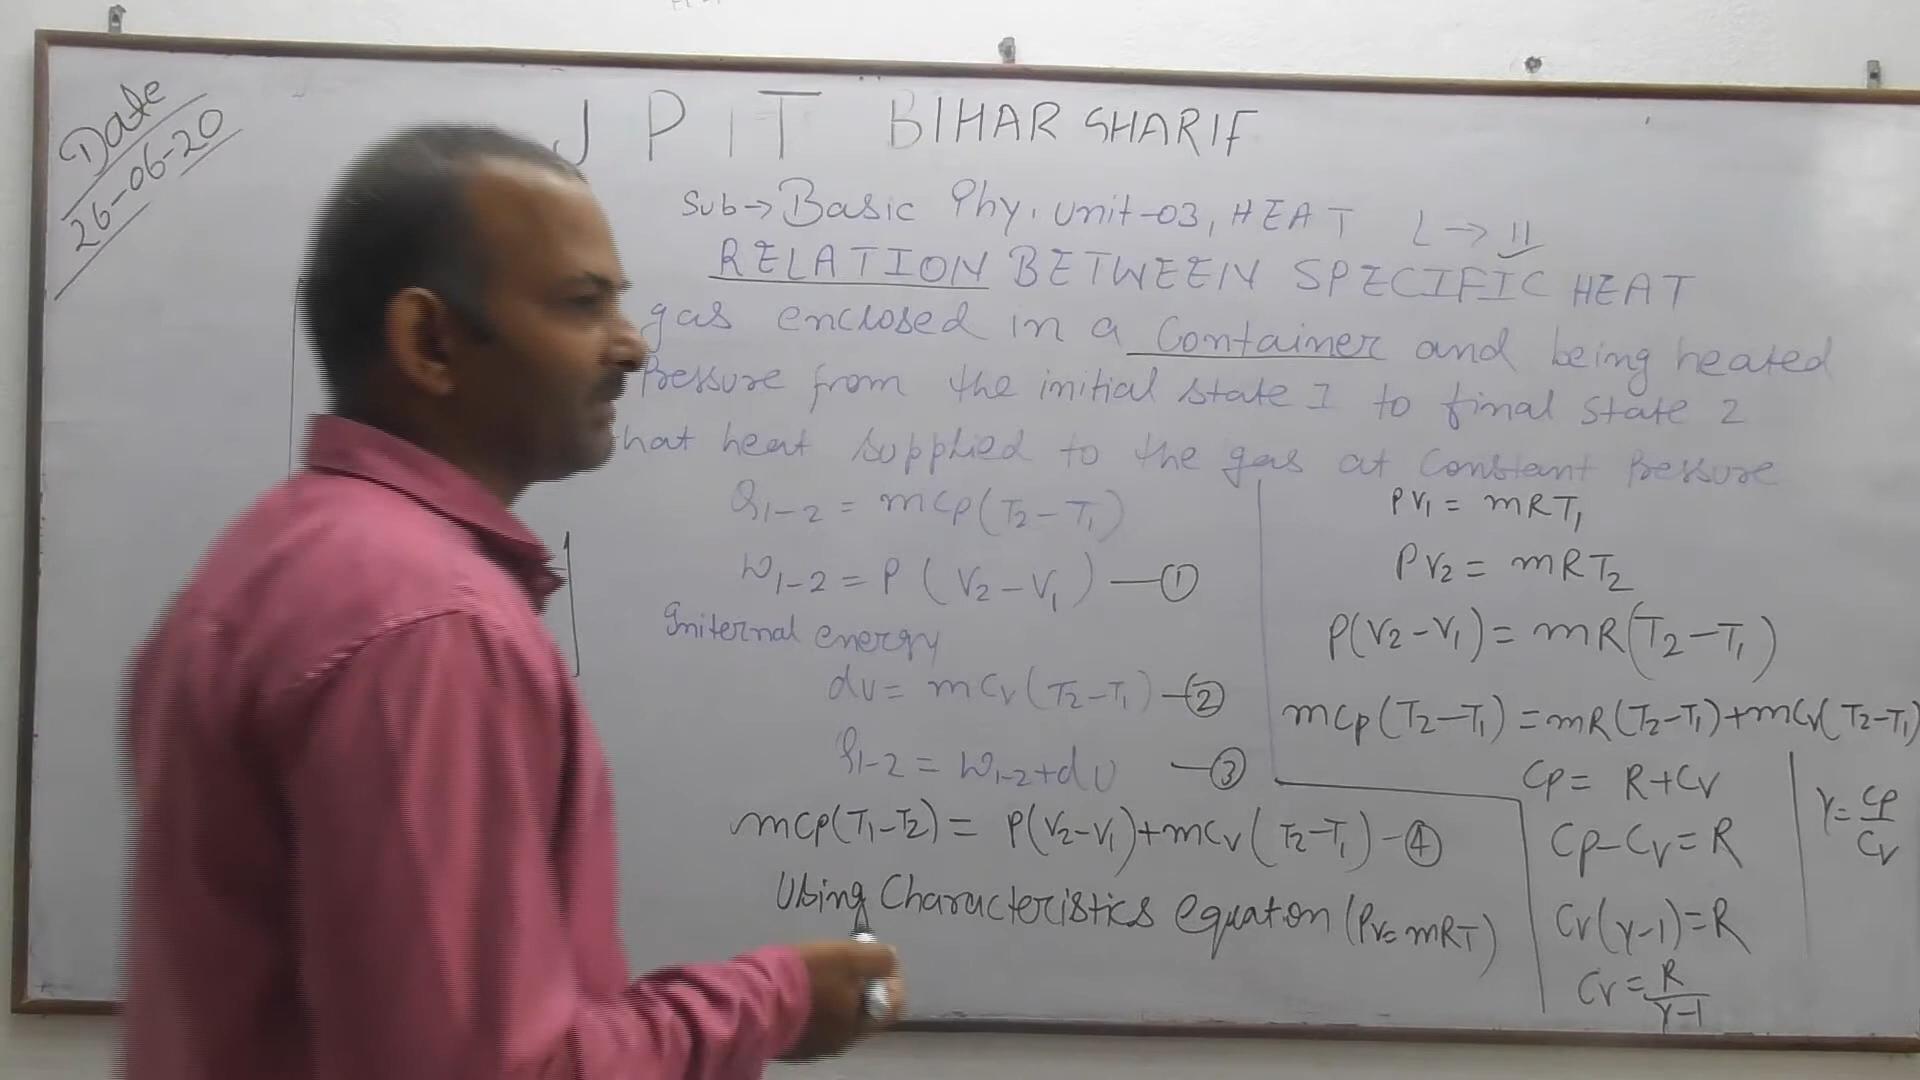 Date
26-06-20
J P I T BIHAR SHARIF
Sub→ Basic Phy, Unit-03, HEAT L → 11
RELATION BETWEEN SPECIFIC HEAT
gas enclosed in a Container and being heated
Pressure from the initial state 1 to final state 2
hat heat supplied to the gas at Constant Pressure
Q1-2 = mCp(T2-T1)
W1-2 = P (V2-V1) —①
Initernal energy
dU = mCv (T2-T1) —②
Q1-2 = W1-2+dU —③
mCp(T1-T2) = P(V2-V1)+mCv(T2-T1) —④
Using Characteristics equaton (PV=mRT)
PV1 = mRT1
PV2 = mRT2
P(V2-V1) = mR(T2-T1)
mCp(T2-T1) = mR(T2-T1)+mCv(T2-T1)
Cp = R+Cv
Cp-Cv = R
Cv(γ-1) = R
Cv = R/γ-1
γ = Cp/Cv